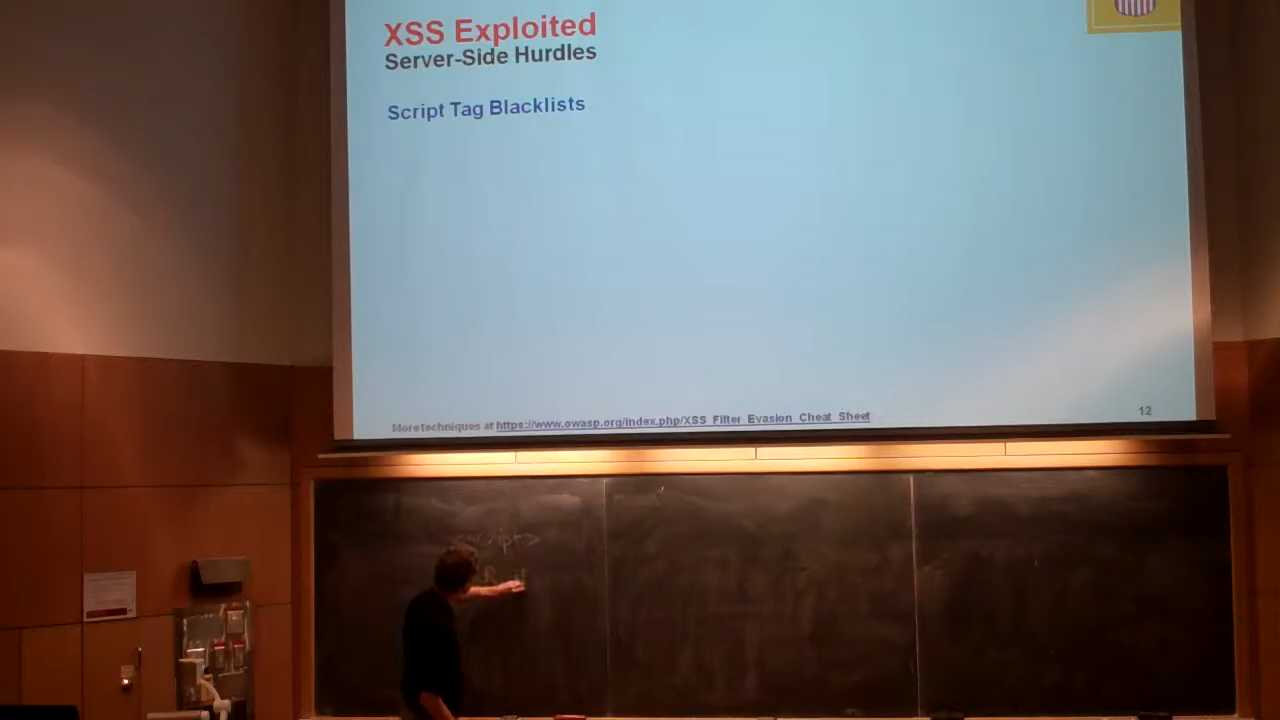 XSS Exploited
Server-Side Hurdles
Script Tag Blacklists
More techniques at https://www.owasp.org/index.php/XSS_Filter_Evasion_Cheat_Sheet
12